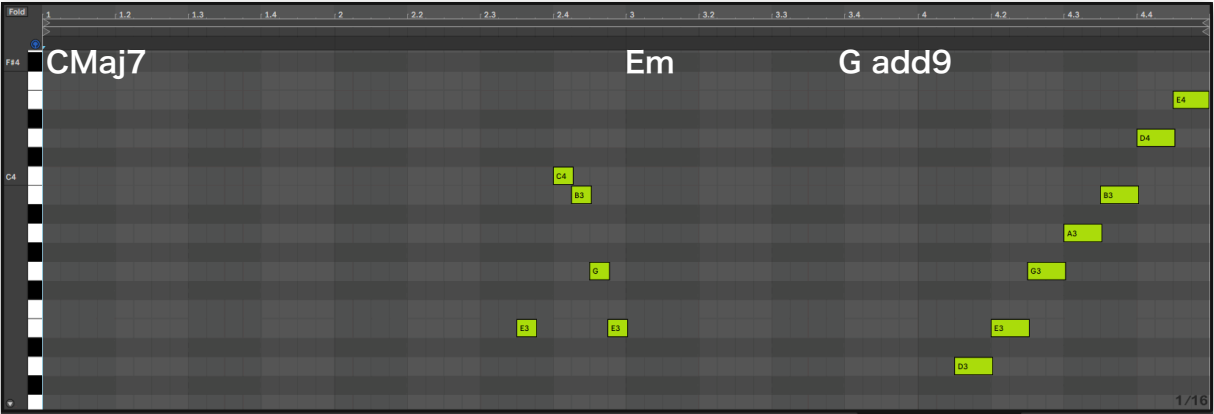 Fold
1 1.2 1.3 1.4 2 2.2 2.3 2.4 3 3.2 3.3 3.4 4 4.2 4.3 4.4
F#4 CMaj7 Em G add9
E4
D4
C4 C4
B3 B3
A3
G G3
E3 E3 E3
D3
1/16